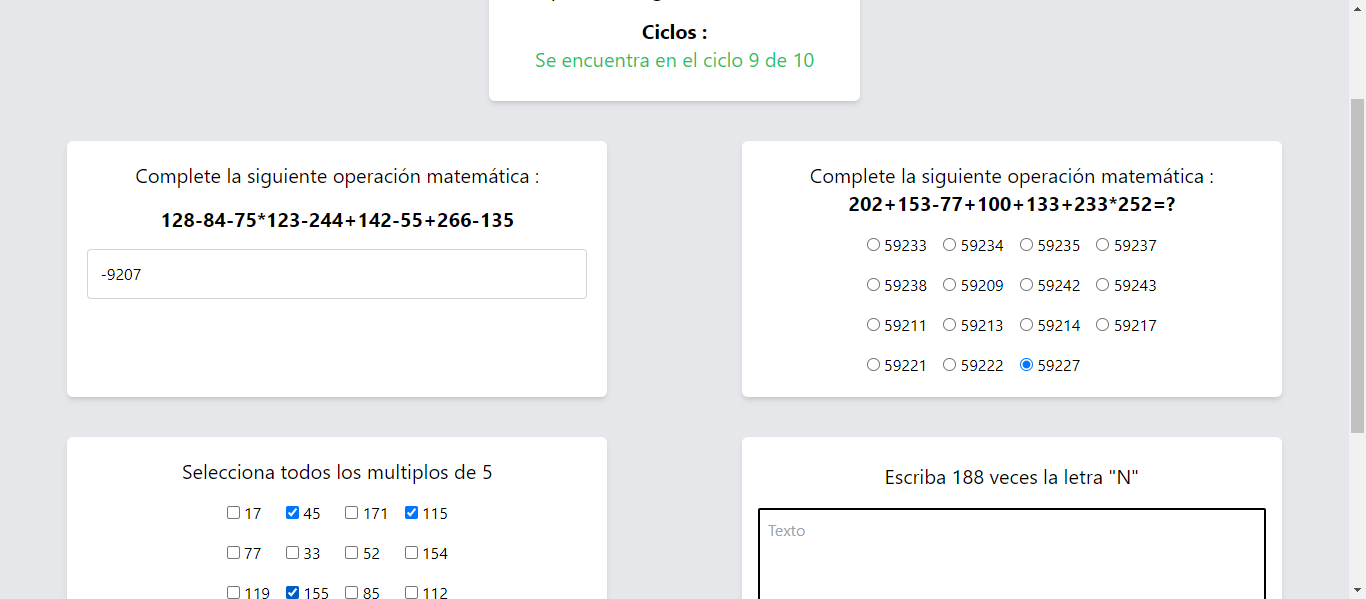 Ciclos :
Se encuentra en el ciclo 9 de 10
Complete la siguiente operación matemática :
128-84-75*123-244+142-55+266-135
-9207
Complete la siguiente operación matemática :
202+153-77+100+133+233*252=?
59233 59234 59235 59237
59238 59209 59242 59243
59211 59213 59214 59217
59221 59222 59227
Selecciona todos los multiplos de 5
17 45 171 115
77 33 52 154
119 155 85 112
Escriba 188 veces la letra "N"
Texto